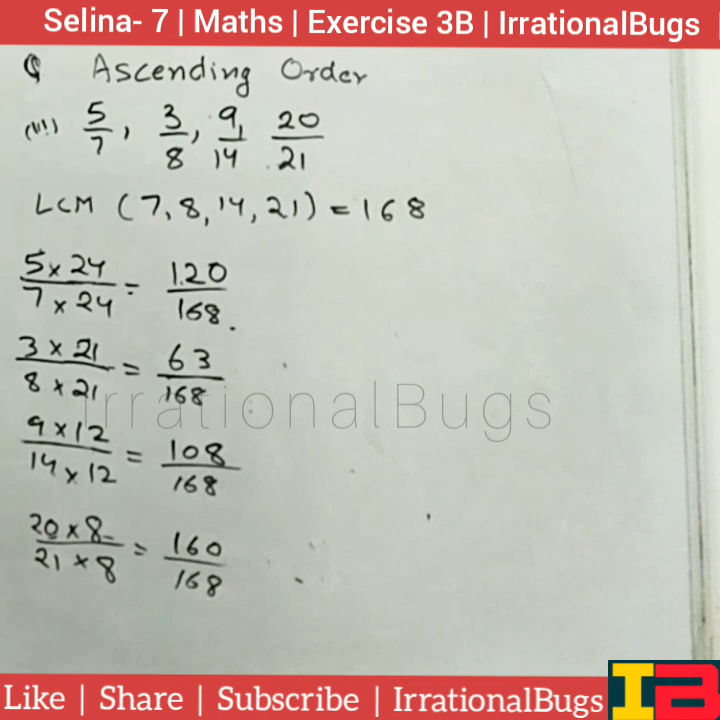 Selina- 7 | Maths | Exercise 3B | IrrationalBugs
Q Ascending Order
(iii) 5/7, 3/8, 9/14, 20/21
LCM (7, 8, 14, 21) = 168
5 x 24 / 7 x 24 = 120/168.
3 x 21 / 8 x 21 = 63/168
IrrationalBugs
9 x 12 / 14 x 12 = 108/168
20 x 8 / 21 x 8 = 160/168
Like | Share | Subscribe | IrrationalBugs
IB